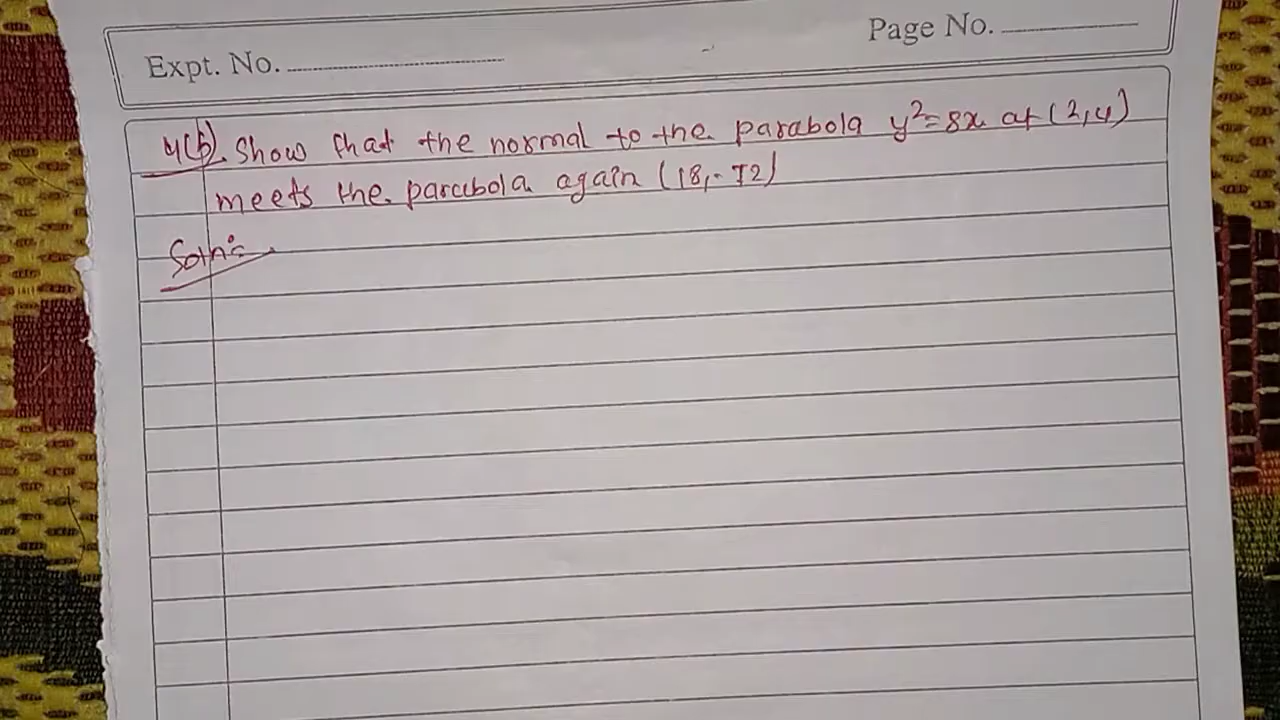 Expt. No.
Page No.
4(b). Show that the normal to the parabola y²=8x at (2,4)
meets the parabola again (18,-12)
Soln: